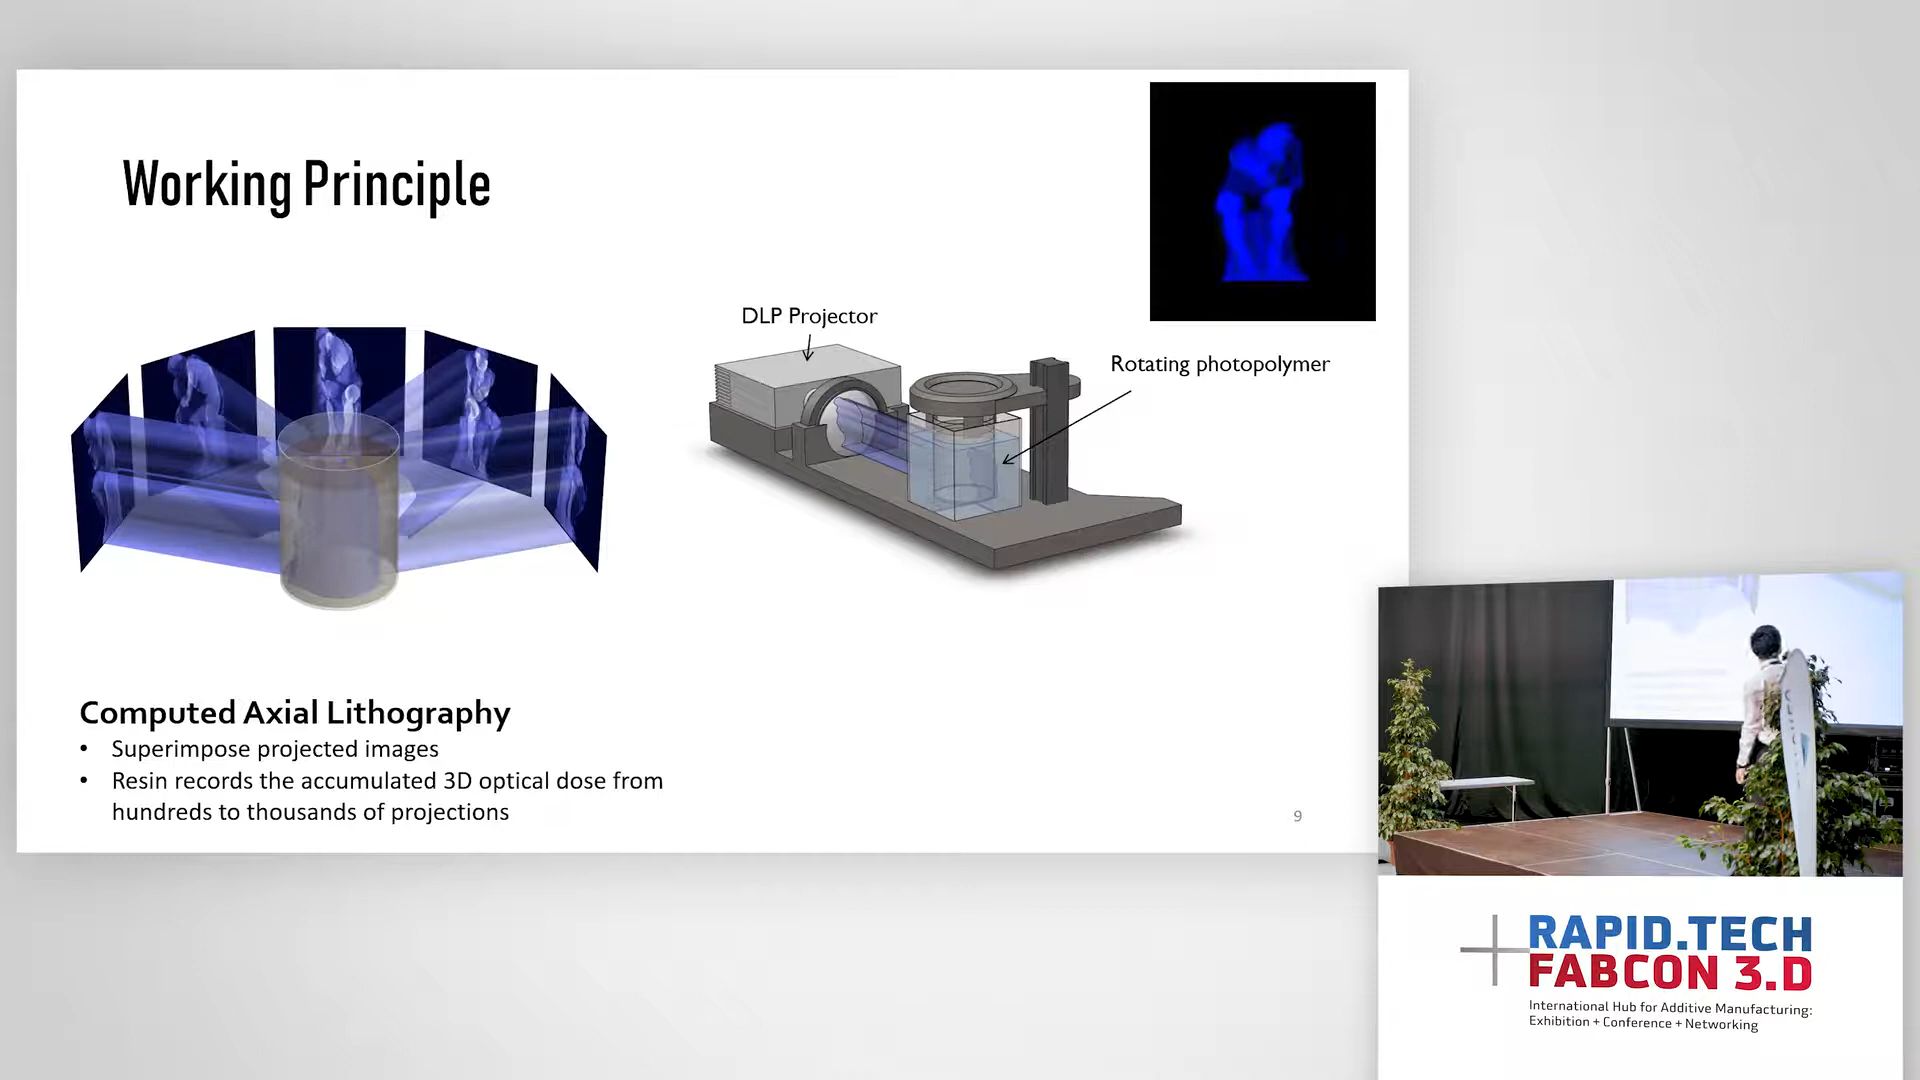 Working Principle
DLP Projector
Rotating photopolymer
Computed Axial Lithography
• Superimpose projected images
• Resin records the accumulated 3D optical dose from
hundreds to thousands of projections
9
RAPID.TECH
FABCON 3.D
International Hub for Additive Manufacturing:
Exhibition + Conference + Networking